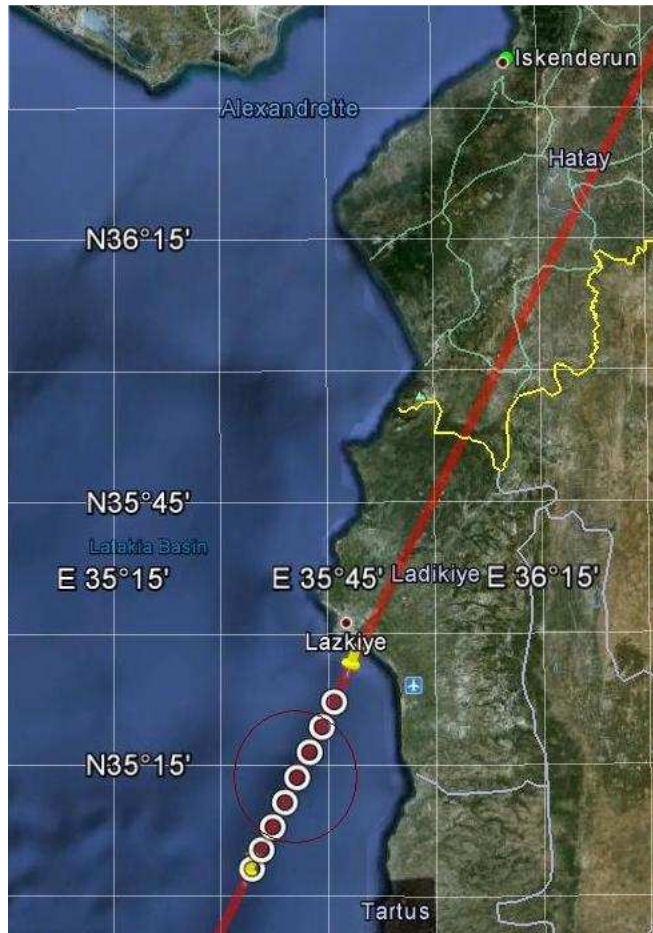 Iskenderun
Alexandrette
Hatay
N36°15'
N35°45'
Latakia Basin
E 35°15'
E 35°45'
Ladikiye
E 36°15'
Lazkiye
N35°15'
Tartus